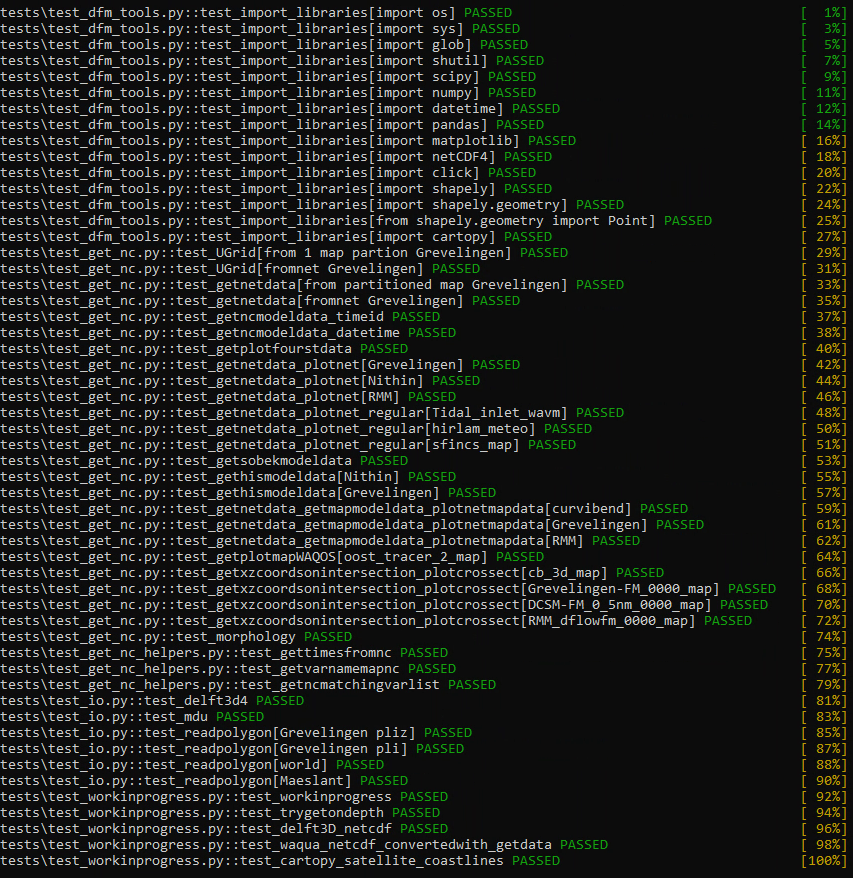 tests\test_dfm_tools.py::test_import_libraries[import os] PASSED [  1%]
tests\test_dfm_tools.py::test_import_libraries[import sys] PASSED [  3%]
tests\test_dfm_tools.py::test_import_libraries[import glob] PASSED [  5%]
tests\test_dfm_tools.py::test_import_libraries[import shutil] PASSED [  7%]
tests\test_dfm_tools.py::test_import_libraries[import scipy] PASSED [  9%]
tests\test_dfm_tools.py::test_import_libraries[import numpy] PASSED [ 11%]
tests\test_dfm_tools.py::test_import_libraries[import datetime] PASSED [ 12%]
tests\test_dfm_tools.py::test_import_libraries[import pandas] PASSED [ 14%]
tests\test_dfm_tools.py::test_import_libraries[import matplotlib] PASSED [ 16%]
tests\test_dfm_tools.py::test_import_libraries[import netCDF4] PASSED [ 18%]
tests\test_dfm_tools.py::test_import_libraries[import click] PASSED [ 20%]
tests\test_dfm_tools.py::test_import_libraries[import shapely] PASSED [ 22%]
tests\test_dfm_tools.py::test_import_libraries[import shapely.geometry] PASSED [ 24%]
tests\test_dfm_tools.py::test_import_libraries[from shapely.geometry import Point] PASSED [ 25%]
tests\test_dfm_tools.py::test_import_libraries[import cartopy] PASSED [ 27%]
tests\test_get_nc.py::test_UGrid[from 1 map partion Grevelingen] PASSED [ 29%]
tests\test_get_nc.py::test_UGrid[fromnet Grevelingen] PASSED [ 31%]
tests\test_get_nc.py::test_getnetdata[from partitioned map Grevelingen] PASSED [ 33%]
tests\test_get_nc.py::test_getnetdata[fromnet Grevelingen] PASSED [ 35%]
tests\test_get_nc.py::test_getncmodeldata_timeid PASSED [ 37%]
tests\test_get_nc.py::test_getncmodeldata_datetime PASSED [ 38%]
tests\test_get_nc.py::test_getplotfourstdata PASSED [ 40%]
tests\test_get_nc.py::test_getnetdata_plotnet[Grevelingen] PASSED [ 42%]
tests\test_get_nc.py::test_getnetdata_plotnet[Nithin] PASSED [ 44%]
tests\test_get_nc.py::test_getnetdata_plotnet[RMM] PASSED [ 46%]
tests\test_get_nc.py::test_getnetdata_plotnet_regular[Tidal_inlet_wavm] PASSED [ 48%]
tests\test_get_nc.py::test_getnetdata_plotnet_regular[hirlam_meteo] PASSED [ 50%]
tests\test_get_nc.py::test_getnetdata_plotnet_regular[sfincs_map] PASSED [ 51%]
tests\test_get_nc.py::test_getsobekmodeldata PASSED [ 53%]
tests\test_get_nc.py::test_gethismodeldata[Nithin] PASSED [ 55%]
tests\test_get_nc.py::test_gethismodeldata[Grevelingen] PASSED [ 57%]
tests\test_get_nc.py::test_getnetdata_getmapmodeldata_plotnetmapdata[curvibend] PASSED [ 59%]
tests\test_get_nc.py::test_getnetdata_getmapmodeldata_plotnetmapdata[Grevelingen] PASSED [ 61%]
tests\test_get_nc.py::test_getnetdata_getmapmodeldata_plotnetmapdata[RMM] PASSED [ 62%]
tests\test_get_nc.py::test_getplotmapWAQOS[oost_tracer_2_map] PASSED [ 64%]
tests\test_get_nc.py::test_getxzcoordsonintersection_plotcrossect[cb_3d_map] PASSED [ 66%]
tests\test_get_nc.py::test_getxzcoordsonintersection_plotcrossect[Grevelingen-FM_0000_map] PASSED [ 68%]
tests\test_get_nc.py::test_getxzcoordsonintersection_plotcrossect[DCSM-FM_0_5nm_0000_map] PASSED [ 70%]
tests\test_get_nc.py::test_getxzcoordsonintersection_plotcrossect[RMM_dflowfm_0000_map] PASSED [ 72%]
tests\test_get_nc.py::test_morphology PASSED [ 74%]
tests\test_get_nc_helpers.py::test_gettimesfromnc PASSED [ 75%]
tests\test_get_nc_helpers.py::test_getvarnamemapnc PASSED [ 77%]
tests\test_get_nc_helpers.py::test_getncmatchingvarlist PASSED [ 79%]
tests\test_io.py::test_delft3d4 PASSED [ 81%]
tests\test_io.py::test_mdu PASSED [ 83%]
tests\test_io.py::test_readpolygon[Grevelingen pliz] PASSED [ 85%]
tests\test_io.py::test_readpolygon[Grevelingen pli] PASSED [ 87%]
tests\test_io.py::test_readpolygon[world] PASSED [ 88%]
tests\test_io.py::test_readpolygon[Maeslant] PASSED [ 90%]
tests\test_workinprogress.py::test_workinprogress PASSED [ 92%]
tests\test_workinprogress.py::test_trygetondepth PASSED [ 94%]
tests\test_workinprogress.py::test_delft3D_netcdf PASSED [ 96%]
tests\test_workinprogress.py::test_waqua_netcdf_convertedwith_getdata PASSED [ 98%]
tests\test_workinprogress.py::test_cartopy_satellite_coastlines PASSED [100%]